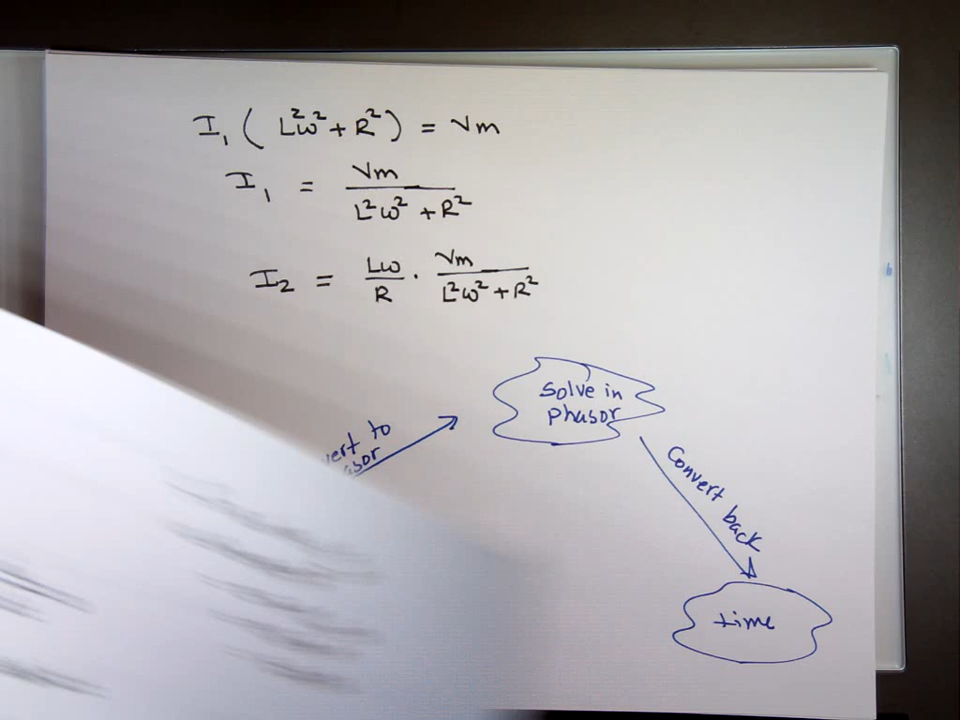 I₁ ( L²ω² + R² ) = Vm
I₁ = Vm / (L²ω² + R²)
I₂ = Lω/R · Vm / (L²ω² + R²)
Solve in
phasor
to
Convert back
time